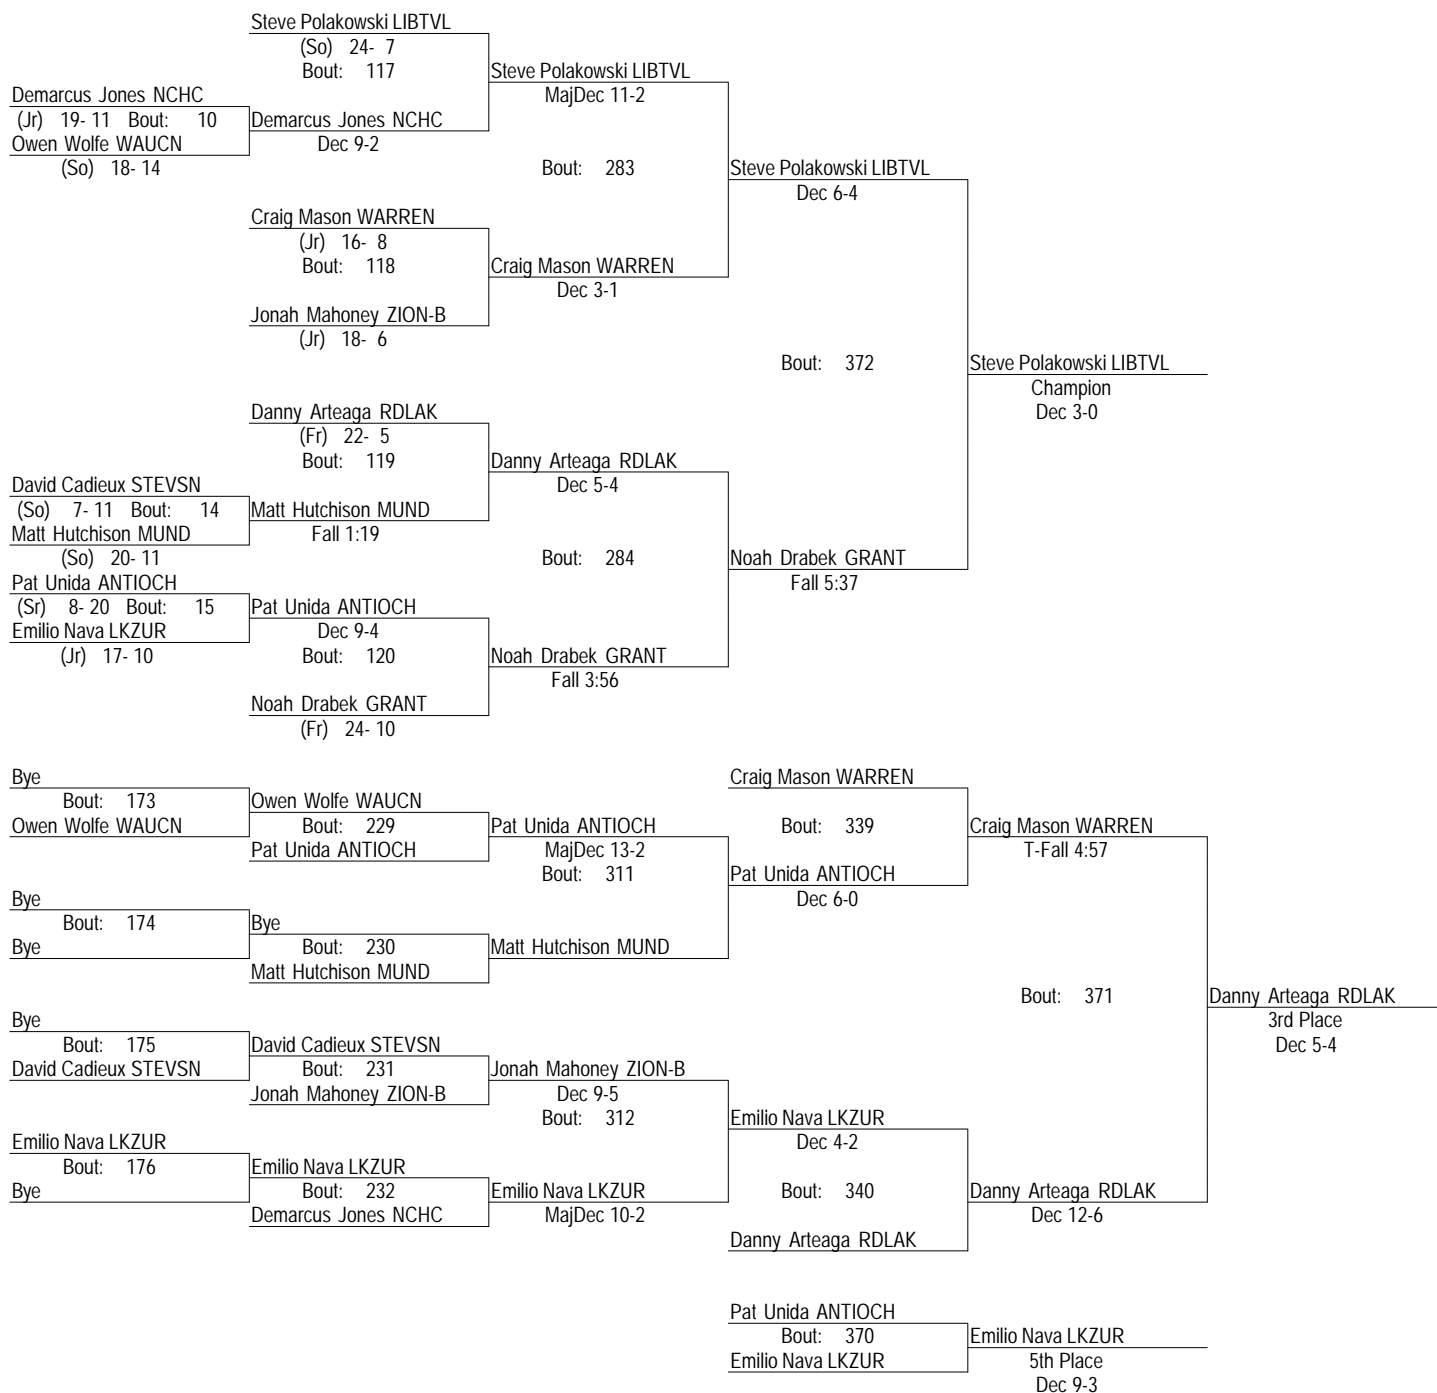 Steve Polakowski LIBTVL
(So) 24- 7
Bout: 117
Steve Polakowski LIBTVL
Demarcus Jones NCHC
MajDec 11-2
(Jr) 19- 11 Bout: 10
Demarcus Jones NCHC
Owen Wolfe WAUCN
Dec 9-2
(So) 18- 14
Bout: 283
Steve Polakowski LIBTVL
Dec 6-4
Craig Mason WARREN
(Jr) 16- 8
Bout: 118
Craig Mason WARREN
Dec 3-1
Jonah Mahoney ZION-B
(Jr) 18- 6
Bout: 372
Steve Polakowski LIBTVL
Champion
Dec 3-0
Danny Arteaga RDLAK
(Fr) 22- 5
Bout: 119
Danny Arteaga RDLAK
Dec 5-4
David Cadieux STEVSN
(So) 7- 11 Bout: 14
Matt Hutchison MUND
Matt Hutchison MUND
Fall 1:19
(So) 20- 11
Bout: 284
Noah Drabek GRANT
Fall 5:37
Pat Unida ANTIOCH
(Sr) 8- 20 Bout: 15
Pat Unida ANTIOCH
Emilio Nava LKZUR
Dec 9-4
(Jr) 17- 10
Bout: 120
Noah Drabek GRANT
Fall 3:56
Noah Drabek GRANT
(Fr) 24- 10
Bye
Craig Mason WARREN
Bout: 173
Owen Wolfe WAUCN
Owen Wolfe WAUCN
Bout: 229
Pat Unida ANTIOCH
Bout: 339
Craig Mason WARREN
Pat Unida ANTIOCH
MajDec 13-2
T-Fall 4:57
Bout: 311
Pat Unida ANTIOCH
Dec 6-0
Bye
Bout: 174
Bye
Bye
Bout: 230
Matt Hutchison MUND
Matt Hutchison MUND
Bout: 371
Danny Arteaga RDLAK
3rd Place
Dec 5-4
Bye
Bout: 175
David Cadieux STEVSN
David Cadieux STEVSN
Bout: 231
Jonah Mahoney ZION-B
Jonah Mahoney ZION-B
Dec 9-5
Bout: 312
Emilio Nava LKZUR
Dec 4-2
Emilio Nava LKZUR
Bout: 176
Emilio Nava LKZUR
Bye
Bout: 232
Emilio Nava LKZUR
Bout: 340
Danny Arteaga RDLAK
Demarcus Jones NCHC
MajDec 10-2
Dec 12-6
Danny Arteaga RDLAK
Pat Unida ANTIOCH
Bout: 370
Emilio Nava LKZUR
Emilio Nava LKZUR
5th Place
Dec 9-3